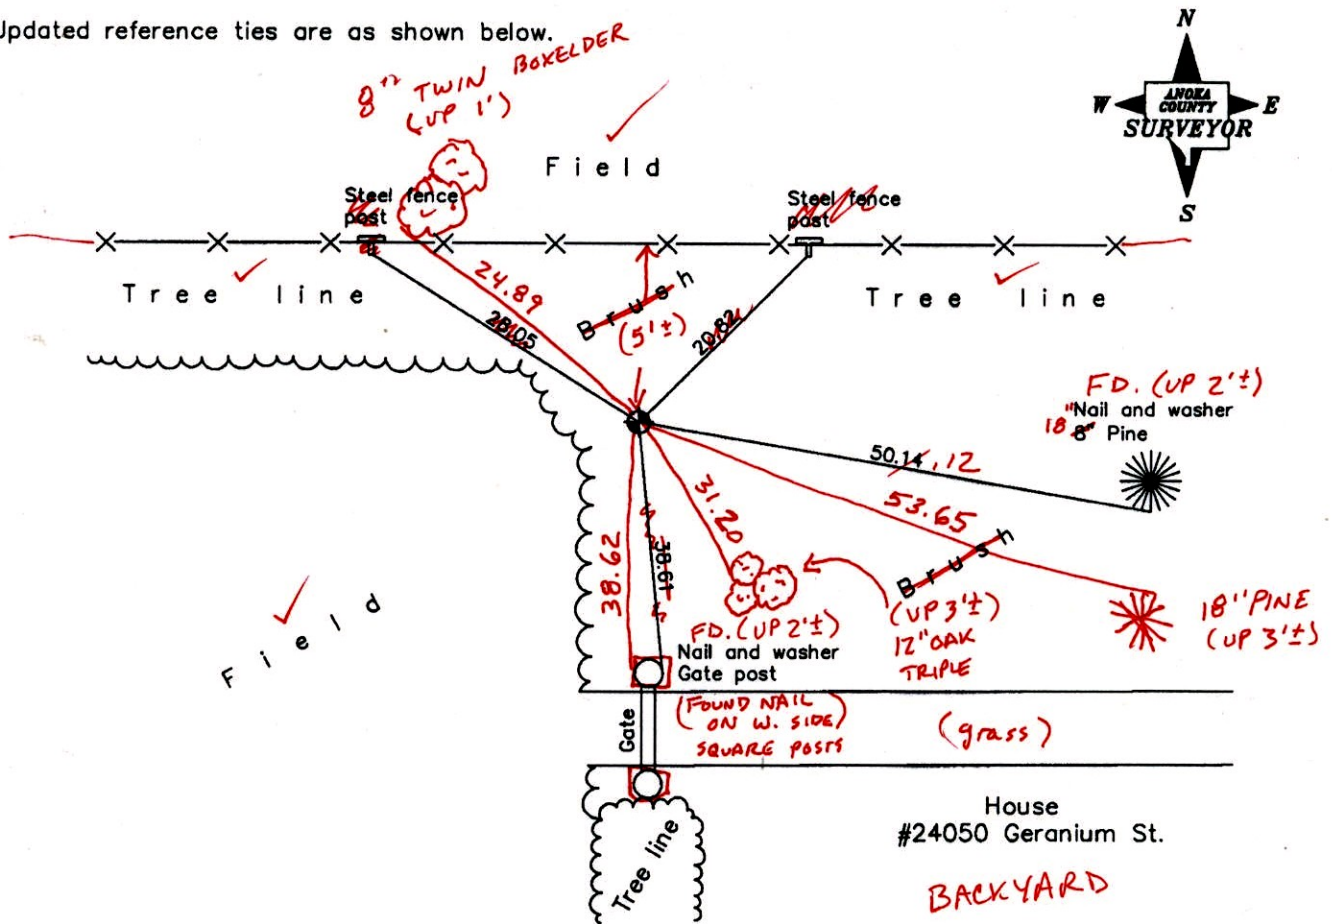 Updated reference ties are as shown below.
N
W
ANOKA
COUNTY
SURVEYOR
E
S
8" TWIN BOXELDER
(UP 1')
Field
Steel fence
post
Steel fence
post
Tree line
Tree line
24.89
28.05
Brush
(5'±)
20.82
FD. (UP 2'±)
Nail and washer
18" 8" Pine
50.14 .12
53.65
31.20
38.62
38.61
Brush
Field
FD. (UP 2'±)
Nail and washer
Gate post
(UP 3'±)
12" OAK
TRIPLE
18" PINE
(UP 3'±)
Gate
(FOUND NAIL
ON W. SIDE)
SQUARE POSTS
(grass)
House
#24050 Geranium St.
Tree line
BACKYARD